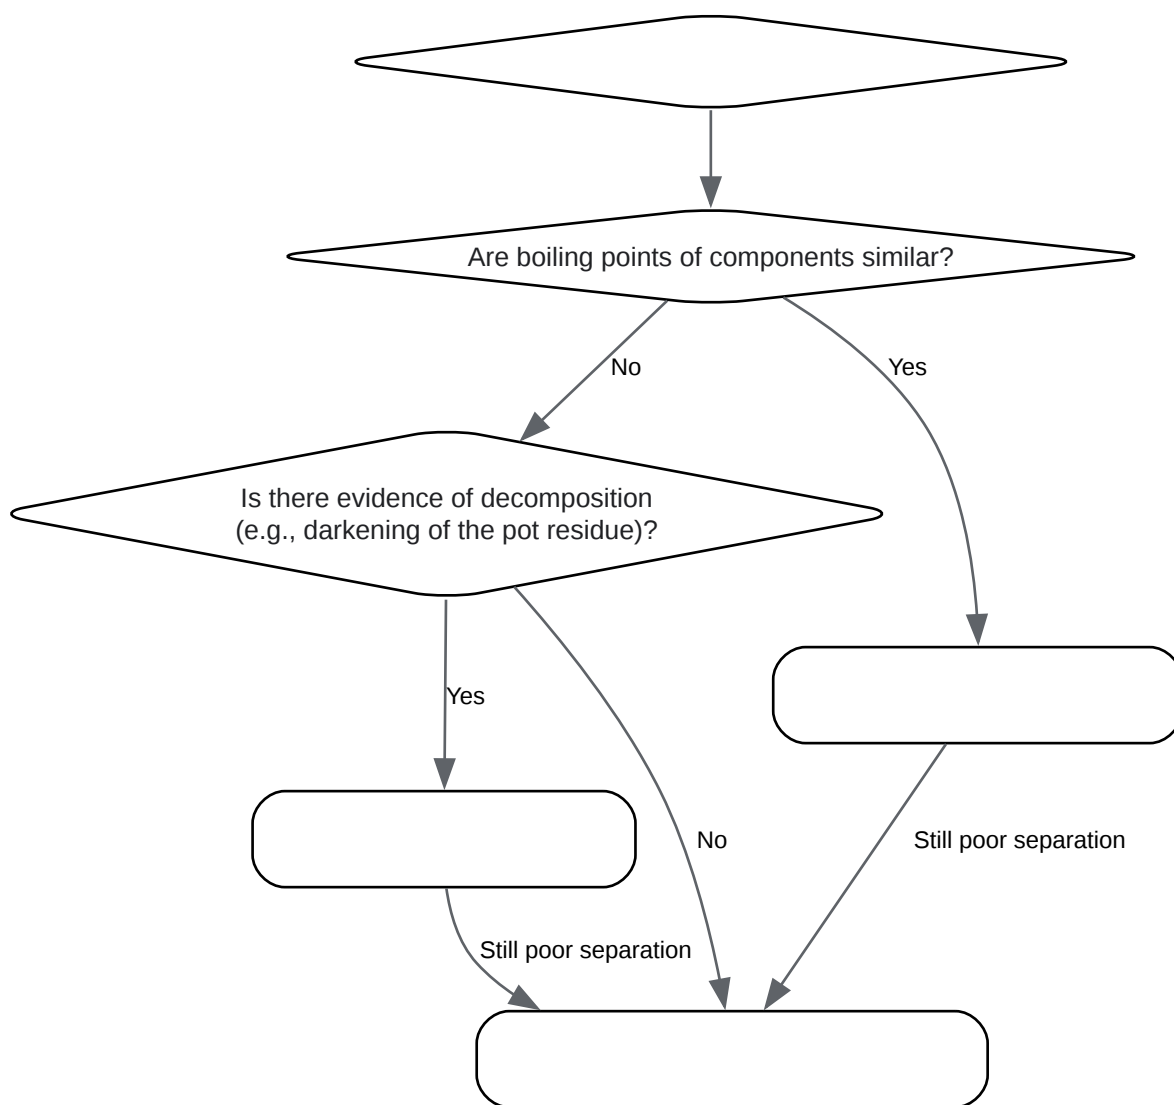 Are boiling points of components similar?
No
Yes
Is there evidence of decomposition
(e.g., darkening of the pot residue)?
Yes
No
Still poor separation
Still poor separation